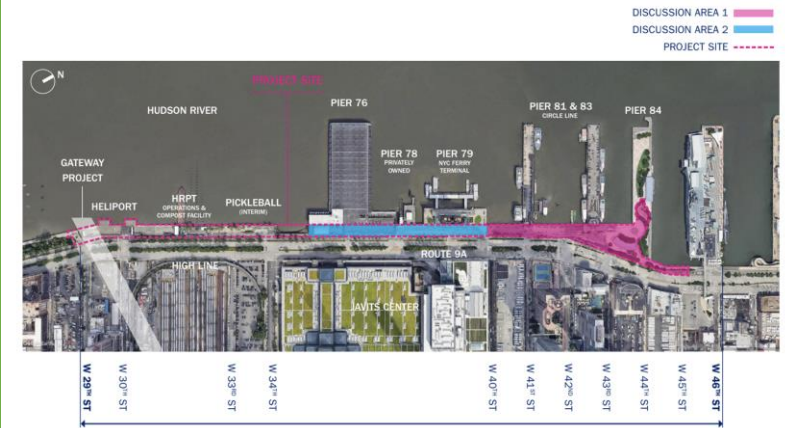 DISCUSSION AREA 1
DISCUSSION AREA 2
PROJECT SITE
N
PROJECT SITE
HUDSON RIVER
PIER 76
PIER 81 & 83
CIRCLE LINE
PIER 84
GATEWAY
PROJECT
PIER 78
PRIVATELY
OWNED
PIER 79
NYC FERRY
TERMINAL
HELIPORT
HRPT
OPERATIONS &
COMPOST FACILITY
PICKLEBALL
(INTERIM)
HIGH LINE
ROUTE 9A
JAVITS CENTER
W 29TH ST
W 30TH ST
W 33RD ST
W 34TH ST
W 40TH ST
W 41ST ST
W 42ND ST
W 43RD ST
W 44TH ST
W 45TH ST
W 46TH ST